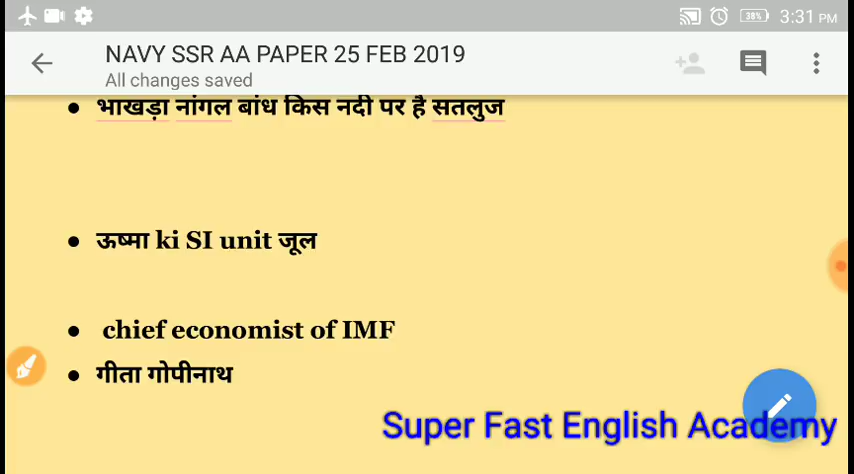 38% 3:31 PM
NAVY SSR AA PAPER 25 FEB 2019
All changes saved
भाखड़ा नांगल बांध किस नदी पर है सतलुज
ऊष्मा ki SI unit जूल
chief economist of IMF
गीता गोपीनाथ
Super Fast English Academy